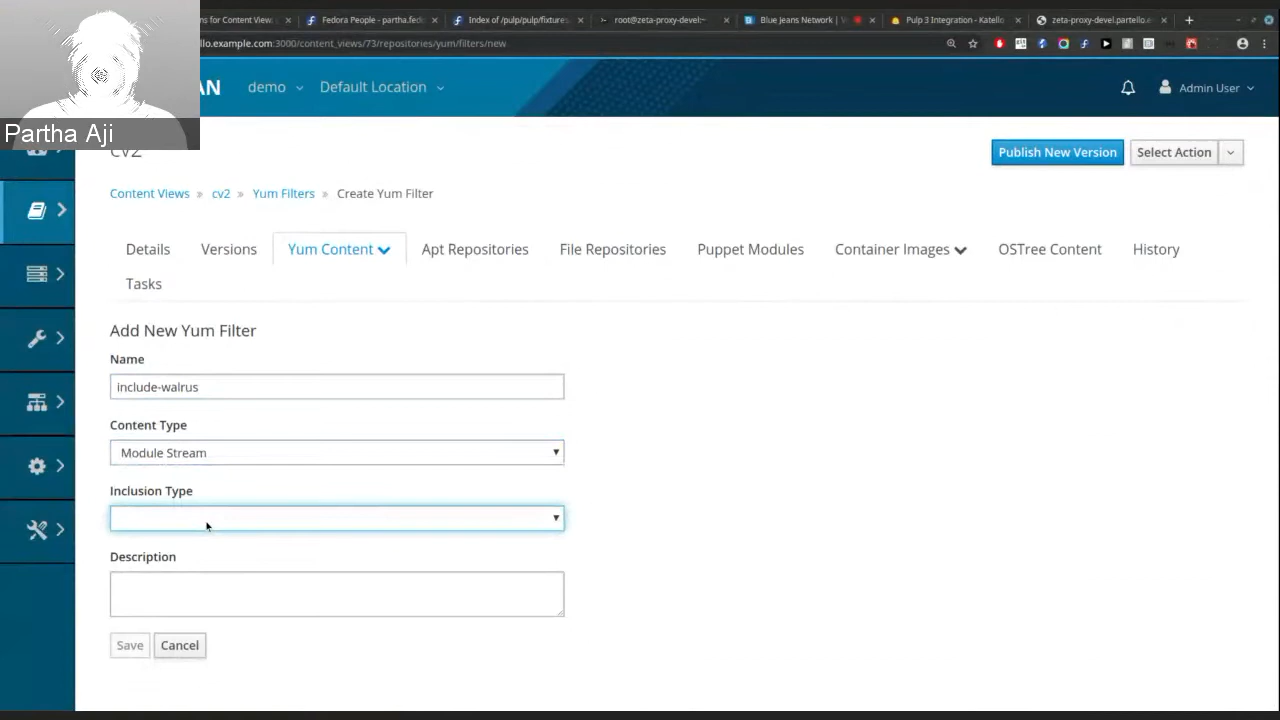 ns for Content View
Fedora People - partha.fed
Index of /pulp/pulp/fixture
root@zeta-proxy-devel:~
Blue Jeans Network |
Pulp 3 Integration - Katello
zeta-proxy-devel.partello.e
llo.example.com:3000/content_views/73/repositories/yum/filters/new
AN
demo
Default Location
Admin User
Partha Aji
cv2
Publish New Version
Select Action
Content Views » cv2 » Yum Filters » Create Yum Filter
Details
Versions
Yum Content
Apt Repositories
File Repositories
Puppet Modules
Container Images
OSTree Content
History
Tasks
Add New Yum Filter
Name
include-walrus
Content Type
Module Stream
Inclusion Type
Description
Save
Cancel